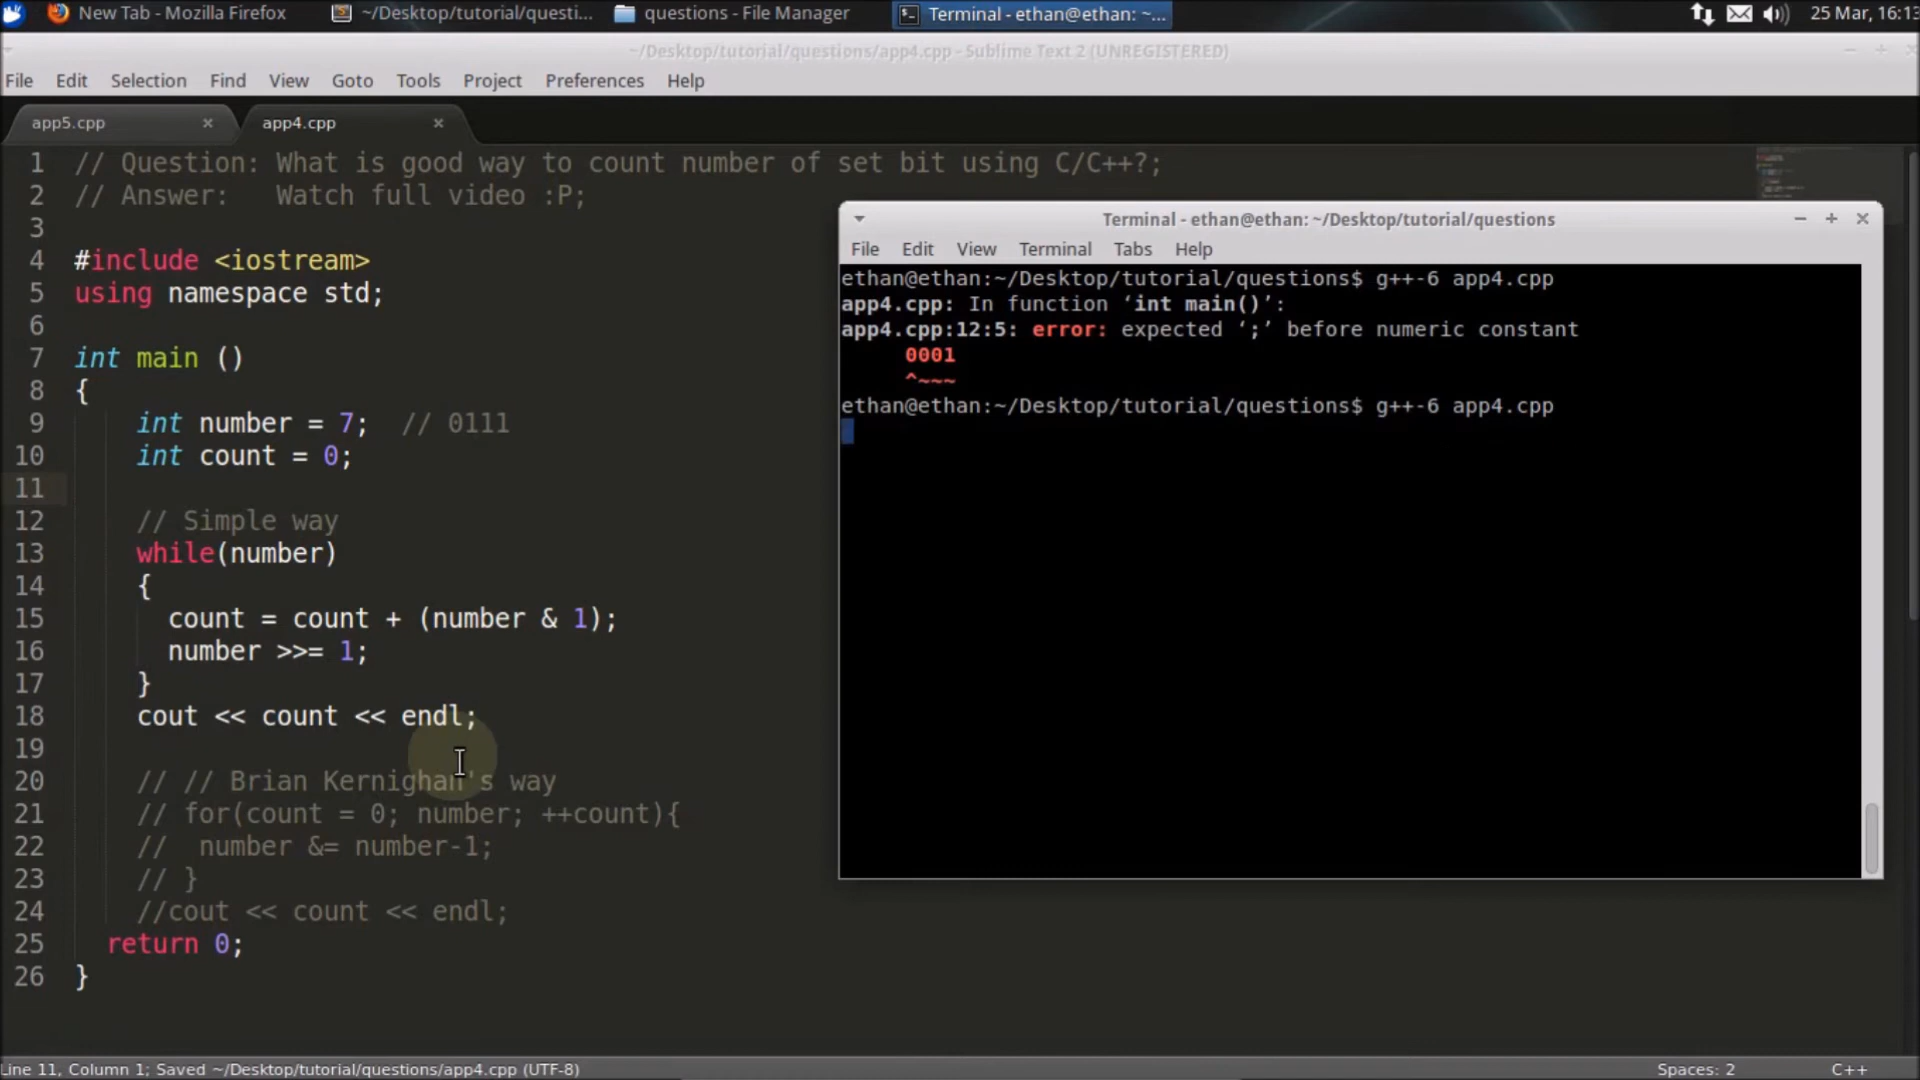 New Tab - Mozilla Firefox
~/Desktop/tutorial/questi...
questions - File Manager
Terminal - ethan@ethan: ~...
25 Mar, 16:13
~/Desktop/tutorial/questions/app4.cpp - Sublime Text 2 (UNREGISTERED)
File Edit Selection Find View Goto Tools Project Preferences Help
app5.cpp × app4.cpp ×
1 // Question: What is good way to count number of set bit using C/C++?;
2 // Answer:   Watch full video :P;
3
4 #include <iostream>
5 using namespace std;
6
7 int main ()
8 {
9     int number = 7;  // 0111
10     int count = 0;
11
12     // Simple way
13     while(number)
14     {
15       count = count + (number & 1);
16       number >>= 1;
17     }
18     cout << count << endl;
19
20     // // Brian Kernighan's way
21     // for(count = 0; number; ++count){
22     //  number &= number-1;
23     // }
24     //cout << count << endl;
25   return 0;
26 }
Terminal - ethan@ethan: ~/Desktop/tutorial/questions
File Edit View Terminal Tabs Help
ethan@ethan:~/Desktop/tutorial/questions$ g++-6 app4.cpp
app4.cpp: In function ‘int main()’:
app4.cpp:12:5: error: expected ‘;’ before numeric constant
     0001
     ^~~~
ethan@ethan:~/Desktop/tutorial/questions$ g++-6 app4.cpp
Line 11, Column 1; Saved ~/Desktop/tutorial/questions/app4.cpp (UTF-8)
Spaces: 2
C++